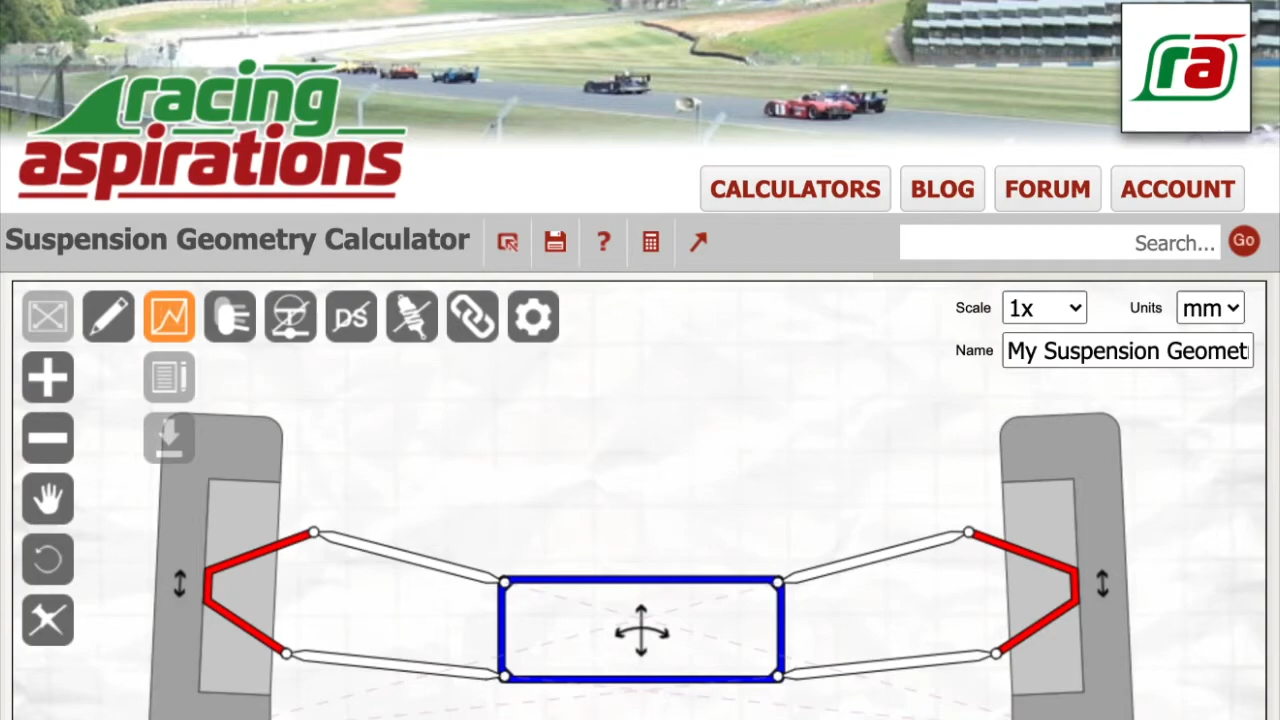 racing
aspirations
ra
CALCULATORS
BLOG
FORUM
ACCOUNT
Suspension Geometry Calculator
?
Search...
Go
DS
Scale
1x
Units
mm
Name
My Suspension Geomet